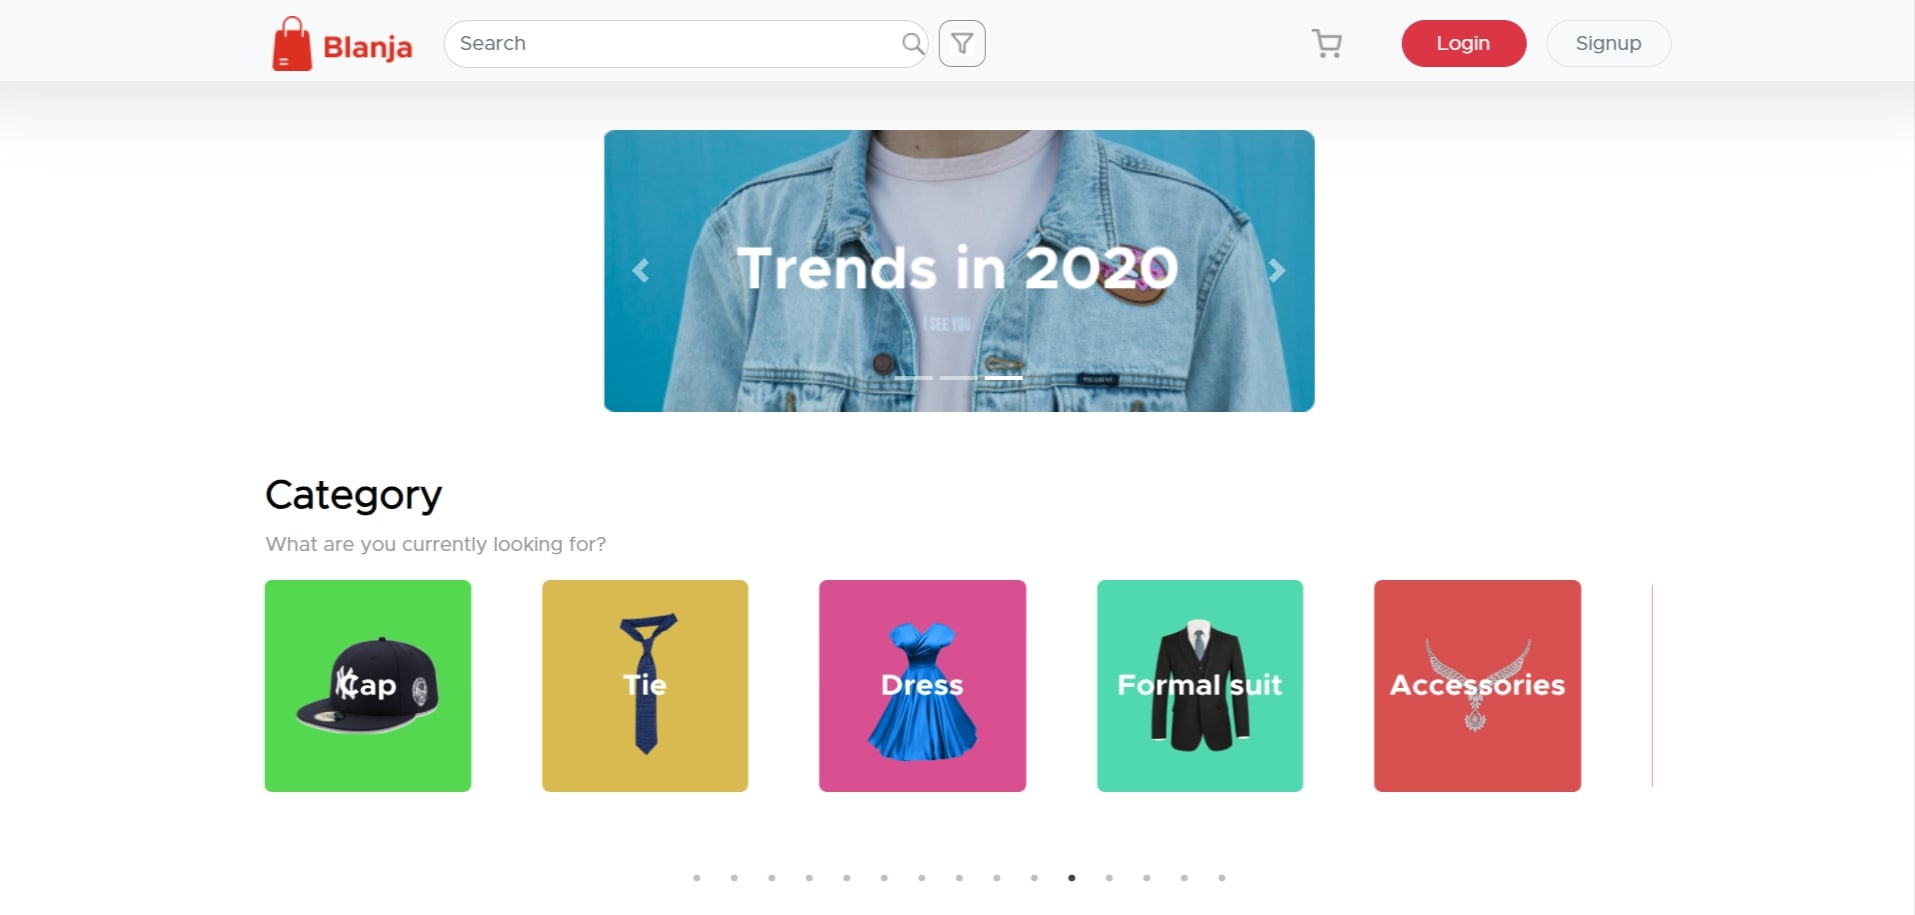 Blanja
Search
Login
Signup
Trends in 2020
I SEE YOU
Category
What are you currently looking for?
Cap
Tie
Dress
Formal suit
Accessories